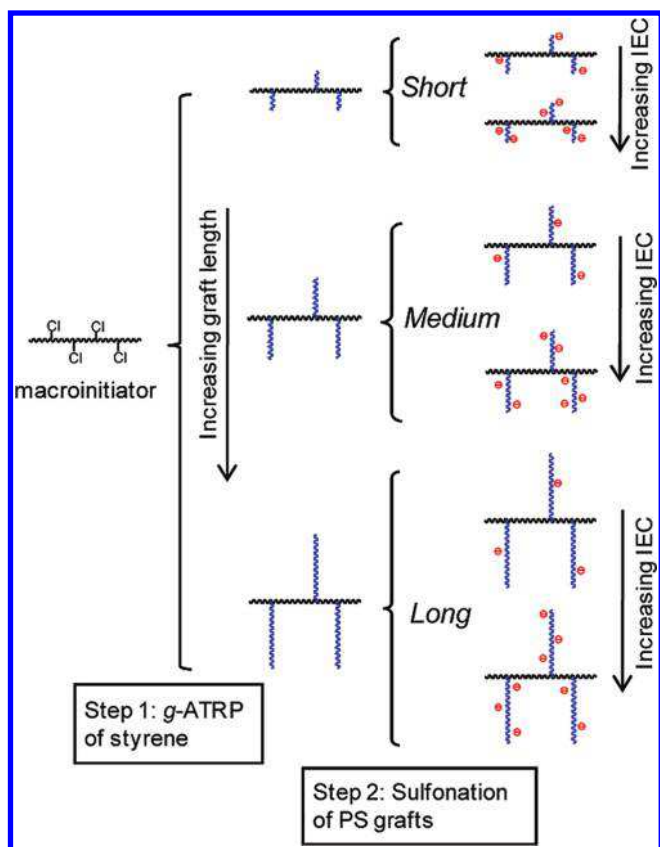 Cl
Cl
Cl
Cl
macroinitiator
Increasing graft length
Short
Medium
Long
Increasing IEC
Increasing IEC
Increasing IEC
Step 1: g-ATRP
of styrene
Step 2: Sulfonation
of PS grafts